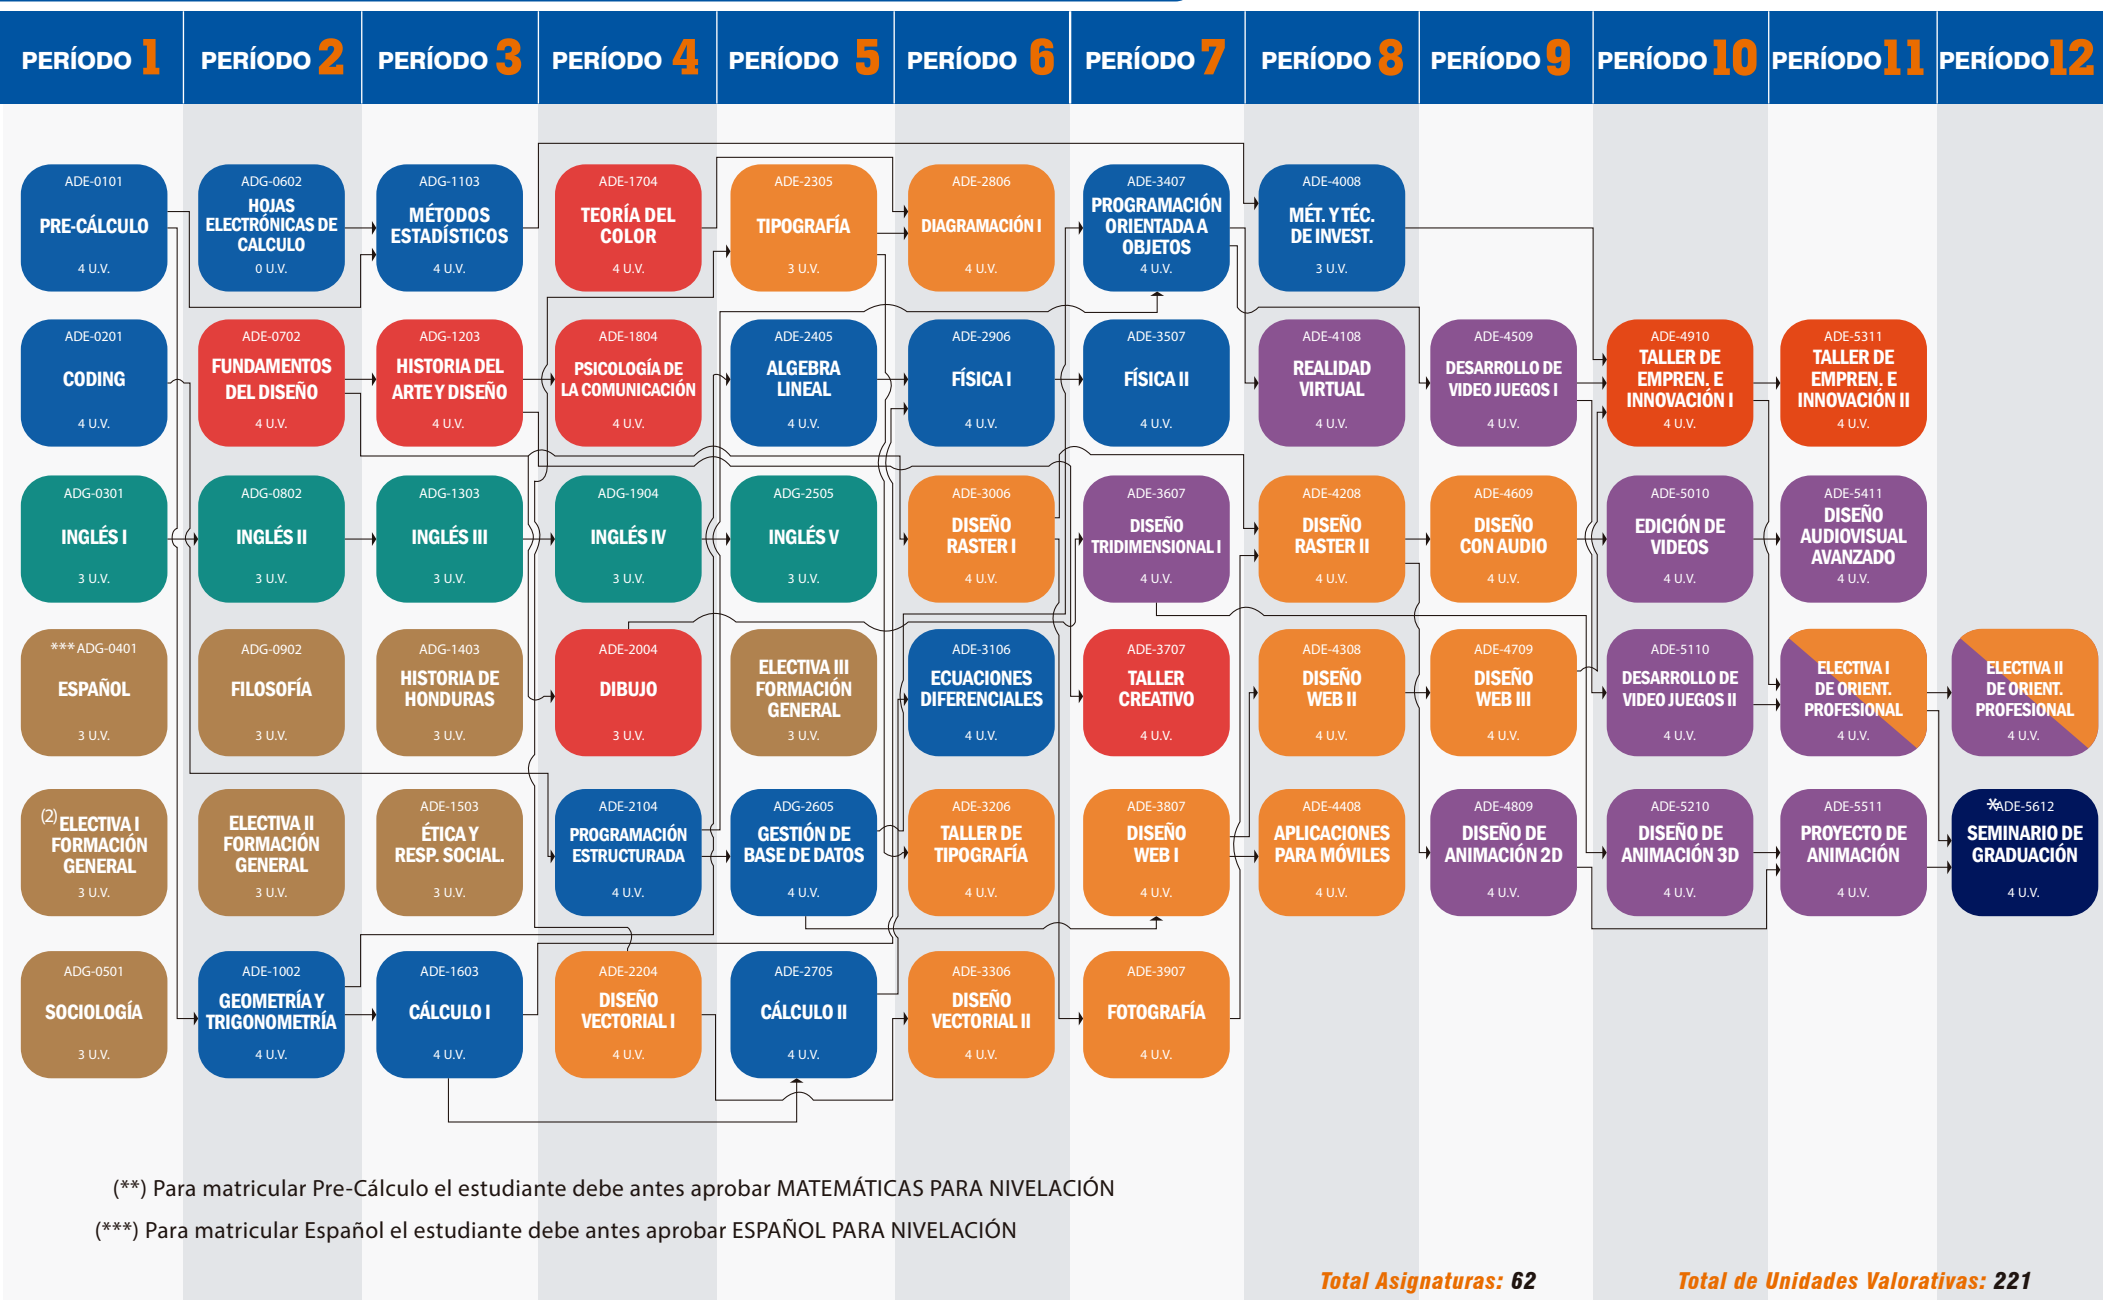 PERÍODO 1
PERÍODO 2
PERÍODO 3
PERÍODO 4
PERÍODO 5
PERÍODO 6
PERÍODO 7
PERÍODO 8
PERÍODO 9
PERÍODO 10
PERÍODO 11
PERÍODO 12
ADE-0101
PRE-CÁLCULO
4 U.V.
ADG-0602
HOJAS
ELECTRÓNICAS DE
CALCULO
0 U.V.
ADG-1103
MÉTODOS
ESTADÍSTICOS
4 U.V.
ADE-1704
TEORÍA DEL
COLOR
4 U.V.
ADE-2305
TIPOGRAFÍA
3 U.V.
ADE-2806
DIAGRAMACIÓN I
4 U.V.
ADE-3407
PROGRAMACIÓN
ORIENTADA A
OBJETOS
4 U.V.
ADE-4008
MÉT. Y TÉC.
DE INVEST.
3 U.V.
ADE-0201
CODING
4 U.V.
ADE-0702
FUNDAMENTOS
DEL DISEÑO
4 U.V.
ADG-1203
HISTORIA DEL
ARTE Y DISEÑO
4 U.V.
ADE-1804
PSICOLOGÍA DE
LA COMUNICACIÓN
4 U.V.
ADE-2405
ALGEBRA
LINEAL
4 U.V.
ADE-2906
FÍSICA I
4 U.V.
ADE-3507
FÍSICA II
4 U.V.
ADE-4108
REALIDAD
VIRTUAL
4 U.V.
ADE-4509
DESARROLLO DE
VIDEO JUEGOS I
4 U.V.
ADE-4910
TALLER DE
EMPREN. E
INNOVACIÓN I
4 U.V.
ADE-5311
TALLER DE
EMPREN. E
INNOVACIÓN II
4 U.V.
ADG-0301
INGLÉS I
3 U.V.
ADG-0802
INGLÉS II
3 U.V.
ADG-1303
INGLÉS III
3 U.V.
ADG-1904
INGLÉS IV
3 U.V.
ADG-2505
INGLÉS V
3 U.V.
ADE-3006
DISEÑO
RASTER I
4 U.V.
ADE-3607
DISEÑO
TRIDIMENSIONAL I
4 U.V.
ADE-4208
DISEÑO
RASTER II
4 U.V.
ADE-4609
DISEÑO
CON AUDIO
4 U.V.
ADE-5010
EDICIÓN DE
VIDEOS
4 U.V.
ADE-5411
DISEÑO
AUDIOVISUAL
AVANZADO
4 U.V.
***ADG-0401
ESPAÑOL
3 U.V.
ADG-0902
FILOSOFÍA
3 U.V.
ADG-1403
HISTORIA DE
HONDURAS
3 U.V.
ADE-2004
DIBUJO
3 U.V.
ELECTIVA III
FORMACIÓN
GENERAL
3 U.V.
ADE-3106
ECUACIONES
DIFERENCIALES
4 U.V.
ADE-3707
TALLER
CREATIVO
4 U.V.
ADE-4308
DISEÑO
WEB II
4 U.V.
ADE-4709
DISEÑO
WEB III
4 U.V.
ADE-5110
DESARROLLO DE
VIDEO JUEGOS II
4 U.V.
ELECTIVA I
DE ORIENT.
PROFESIONAL
4 U.V.
ELECTIVA II
DE ORIENT.
PROFESIONAL
4 U.V.
(2) ELECTIVA I
FORMACIÓN
GENERAL
3 U.V.
ELECTIVA II
FORMACIÓN
GENERAL
3 U.V.
ADE-1503
ÉTICA Y
RESP. SOCIAL.
3 U.V.
ADE-2104
PROGRAMACIÓN
ESTRUCTURADA
4 U.V.
ADG-2605
GESTIÓN DE
BASE DE DATOS
4 U.V.
ADE-3206
TALLER DE
TIPOGRAFÍA
4 U.V.
ADE-3807
DISEÑO
WEB I
4 U.V.
ADE-4408
APLICACIONES
PARA MÓVILES
4 U.V.
ADE-4809
DISEÑO DE
ANIMACIÓN 2D
4 U.V.
ADE-5210
DISEÑO DE
ANIMACIÓN 3D
4 U.V.
ADE-5511
PROYECTO DE
ANIMACIÓN
4 U.V.
*ADE-5612
SEMINARIO DE
GRADUACIÓN
4 U.V.
ADG-0501
SOCIOLOGÍA
3 U.V.
ADE-1002
GEOMETRÍA Y
TRIGONOMETRÍA
4 U.V.
ADE-1603
CÁLCULO I
4 U.V.
ADE-2204
DISEÑO
VECTORIAL I
4 U.V.
ADE-2705
CÁLCULO II
4 U.V.
ADE-3306
DISEÑO
VECTORIAL II
4 U.V.
ADE-3907
FOTOGRAFÍA
4 U.V.
(**) Para matricular Pre-Cálculo el estudiante debe antes aprobar MATEMÁTICAS PARA NIVELACIÓN
(***) Para matricular Español el estudiante debe antes aprobar ESPAÑOL PARA NIVELACIÓN
Total Asignaturas: 62
Total de Unidades Valorativas: 221